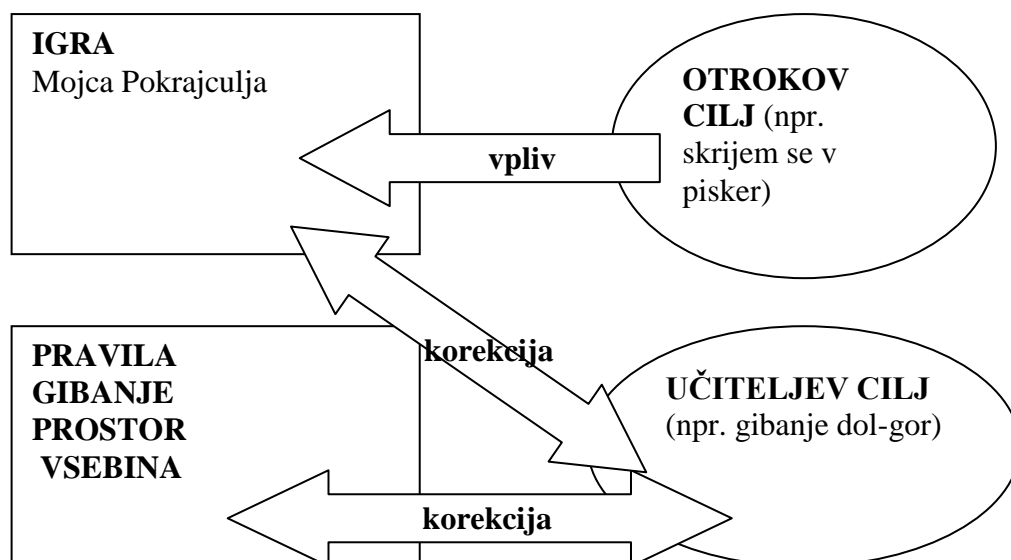 IGRA
Mojca Pokrajculja
OTROKOV
CILJ (npr.
skrijem se v
pisker)
vpliv
korekcija
PRAVILA
GIBANJE
PROSTOR
VSEBINA
UČITELJEV CILJ
(npr. gibanje dol-gor)
korekcija